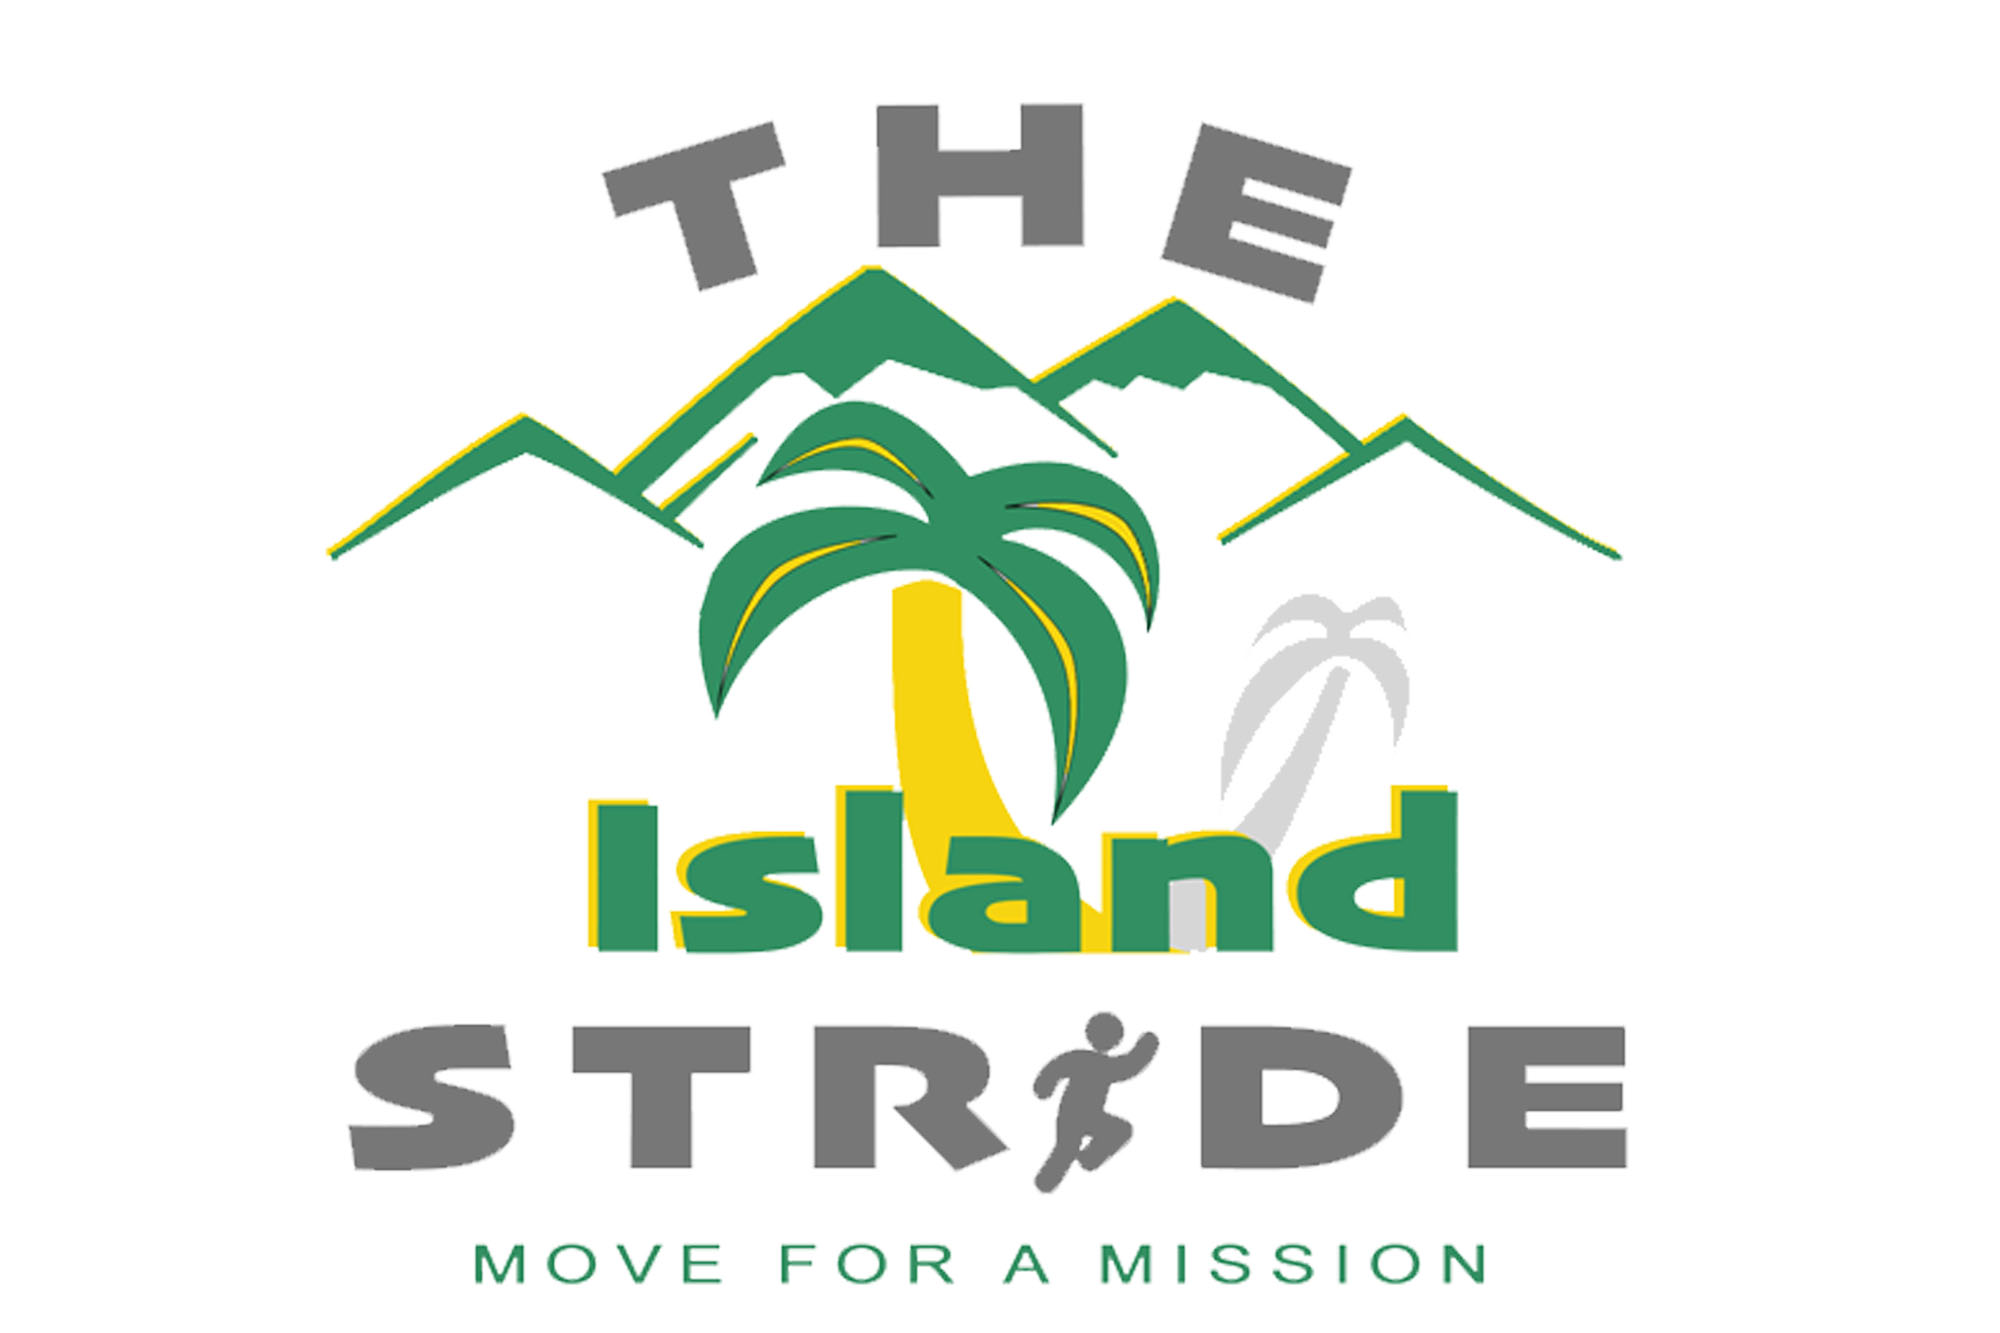 THE
Island
STRIDE
MOVE FOR A MISSION